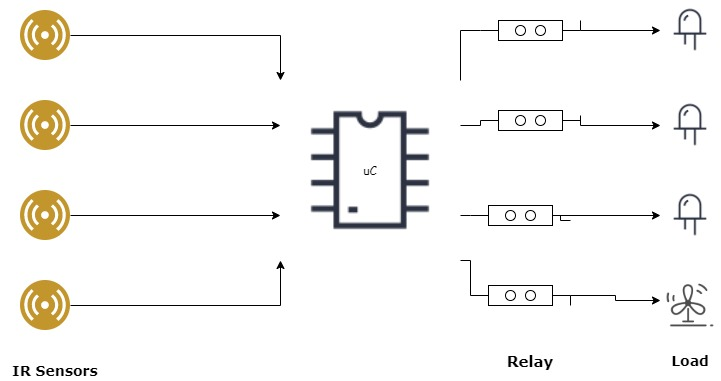 uC
Relay
Load
IR Sensors